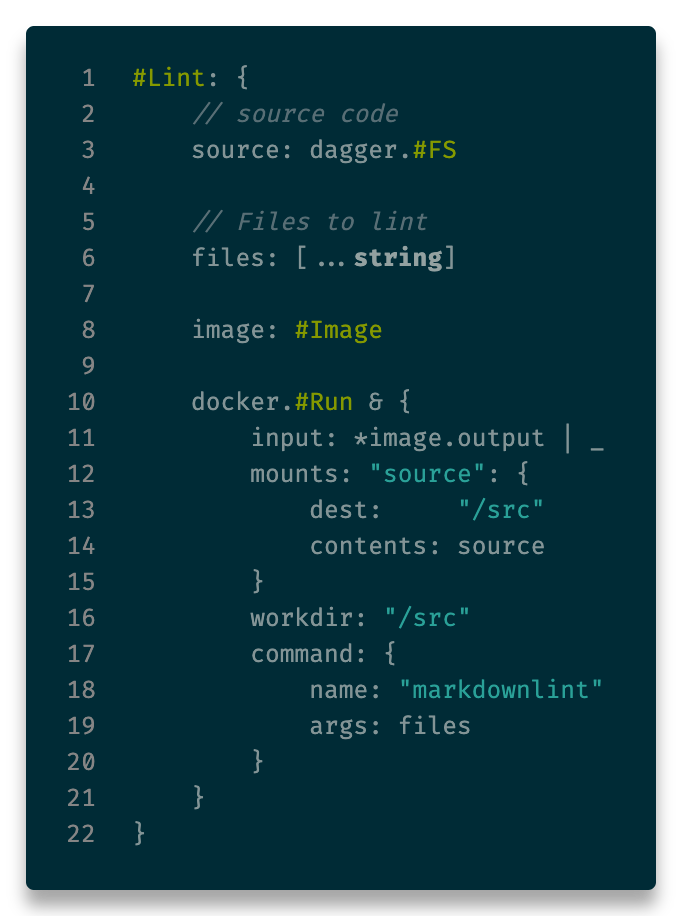 1 #Lint: {
2 // source code
3 source: dagger.#FS
4
5 // Files to lint
6 files: [...string]
7
8 image: #Image
9
10 docker.#Run & {
11 input: *image.output | _
12 mounts: "source": {
13 dest: "/src"
14 contents: source
15 }
16 workdir: "/src"
17 command: {
18 name: "markdownlint"
19 args: files
20 }
21 }
22 }